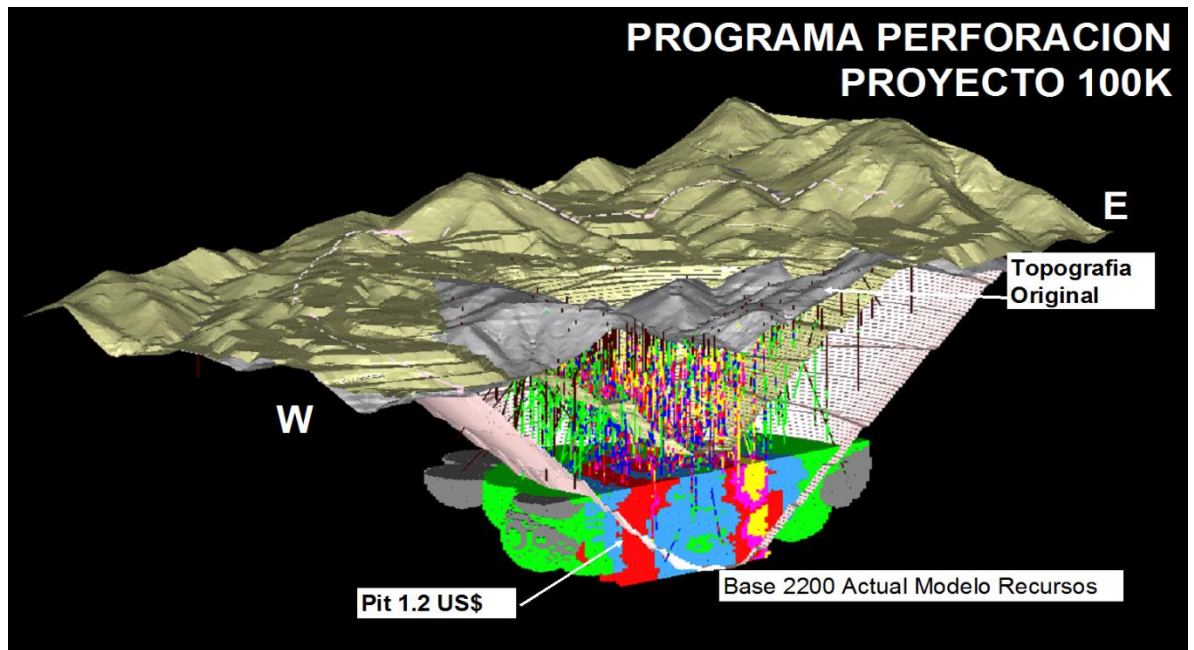 PROGRAMA PERFORACION
PROYECTO 100K
E
Topografia
Original
W
Pit 1.2 US$
Base 2200 Actual Modelo Recursos